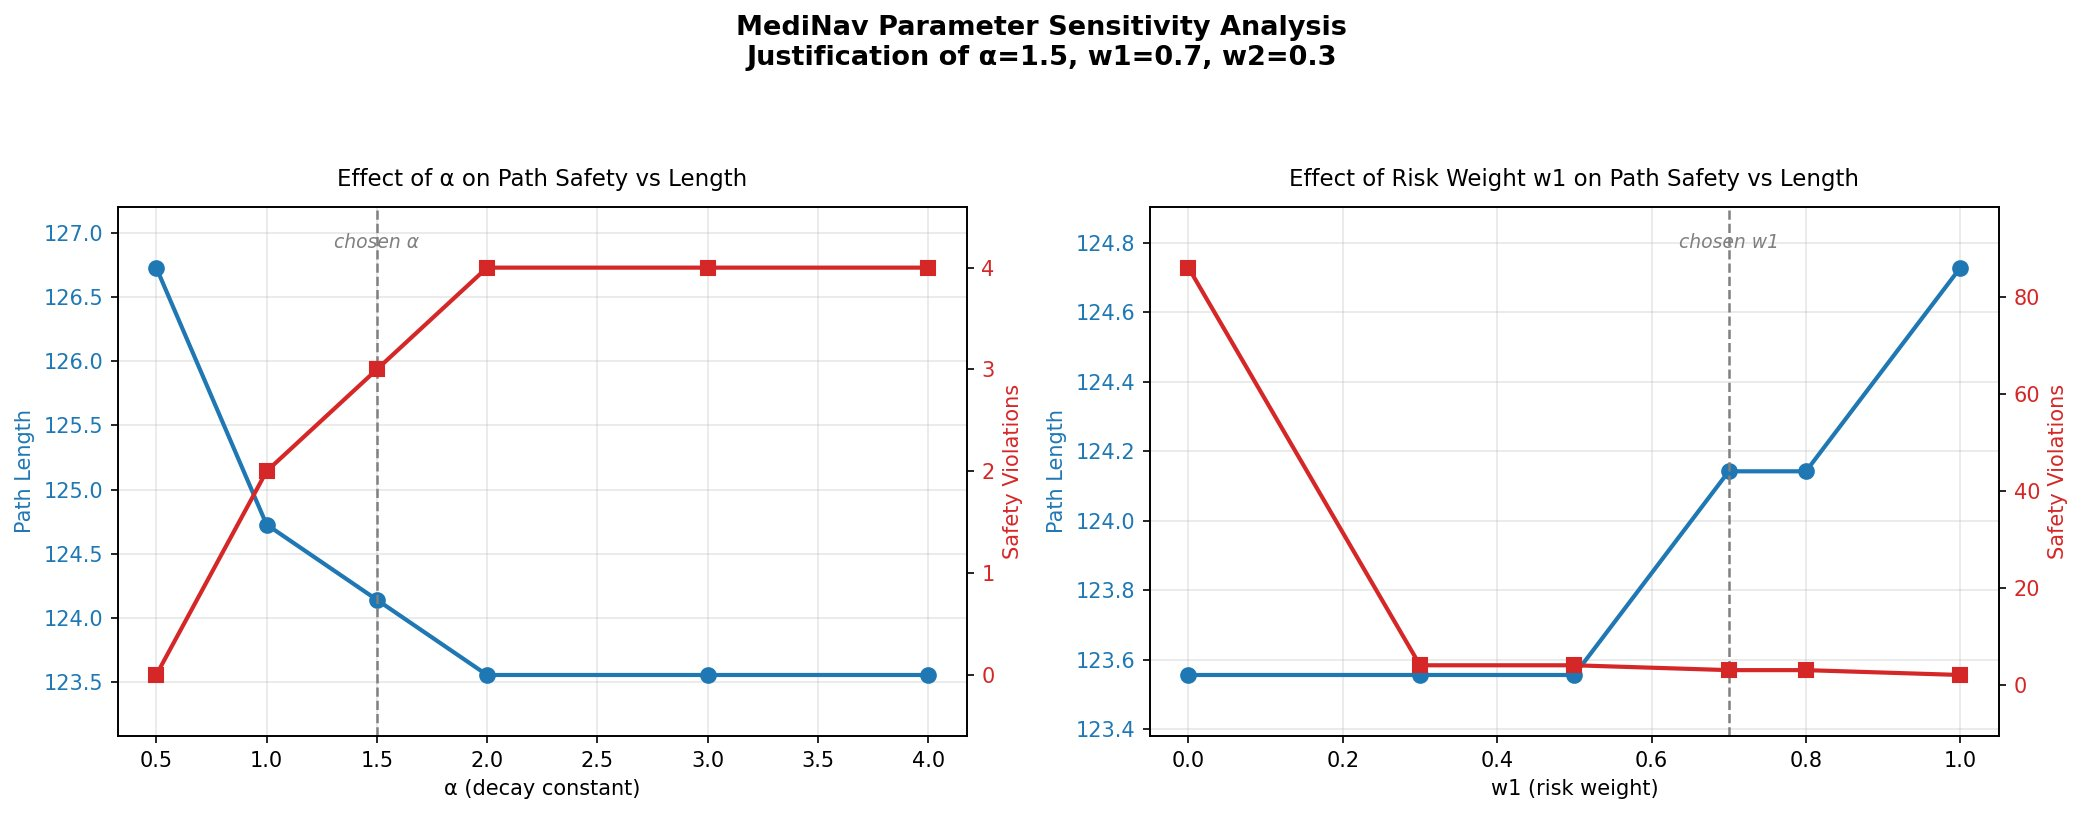 MediNav Parameter Sensitivity Analysis
Justification of α=1.5, w1=0.7, w2=0.3
Effect of α on Path Safety vs Length
127.0
126.5
126.0
125.5
125.0
124.5
124.0
123.5
Path Length
chosen α
4
3
2
1
0
Safety Violations
0.5 1.0 1.5 2.0 2.5 3.0 3.5 4.0
α (decay constant)
Effect of Risk Weight w1 on Path Safety vs Length
124.8
124.6
124.4
124.2
124.0
123.8
123.6
123.4
Path Length
chosen w1
80
60
40
20
0
Safety Violations
0.0 0.2 0.4 0.6 0.8 1.0
w1 (risk weight)